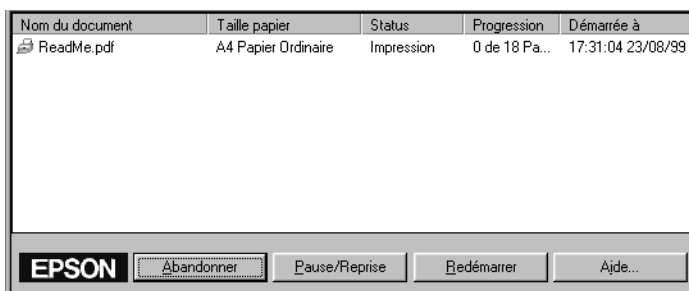 Nom du document Taille papier Status Progression Démarrée à
ReadMe.pdf A4 Papier Ordinaire Impression 0 de 18 Pa... 17:31:04 23/08/99
EPSON Abandonner Pause/Reprise Redémarrer Aide...